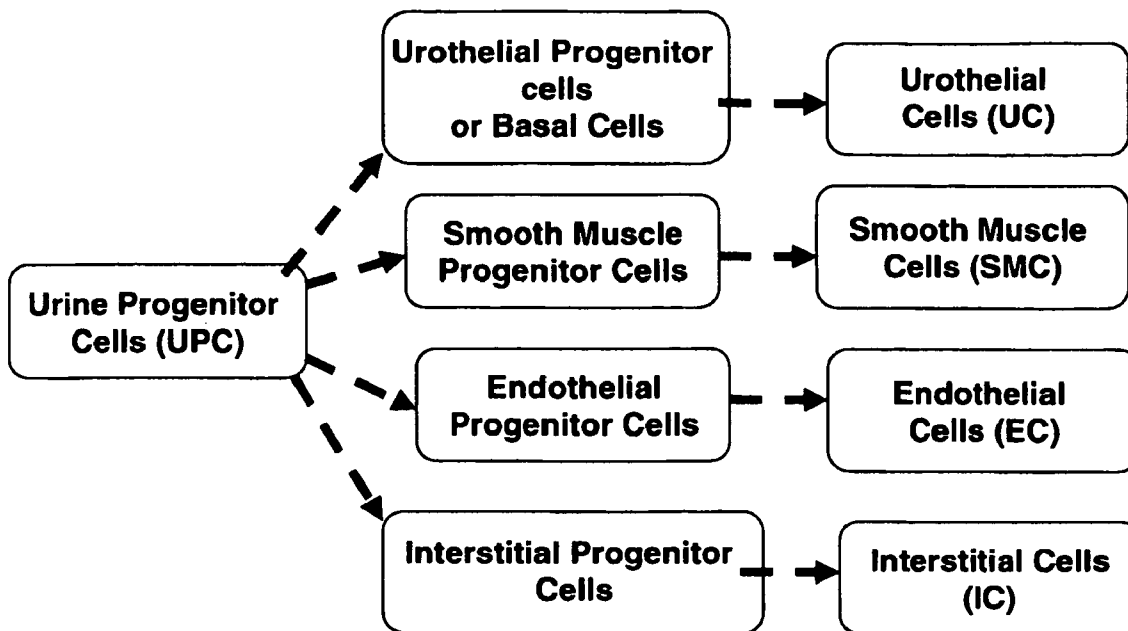 Urothelial Progenitor
cells
or Basal Cells
Urothelial
Cells (UC)
Smooth Muscle
Progenitor Cells
Smooth Muscle
Cells (SMC)
Urine Progenitor
Cells (UPC)
Endothelial
Progenitor Cells
Endothelial
Cells (EC)
Interstitial Progenitor
Cells
Interstitial Cells
(IC)